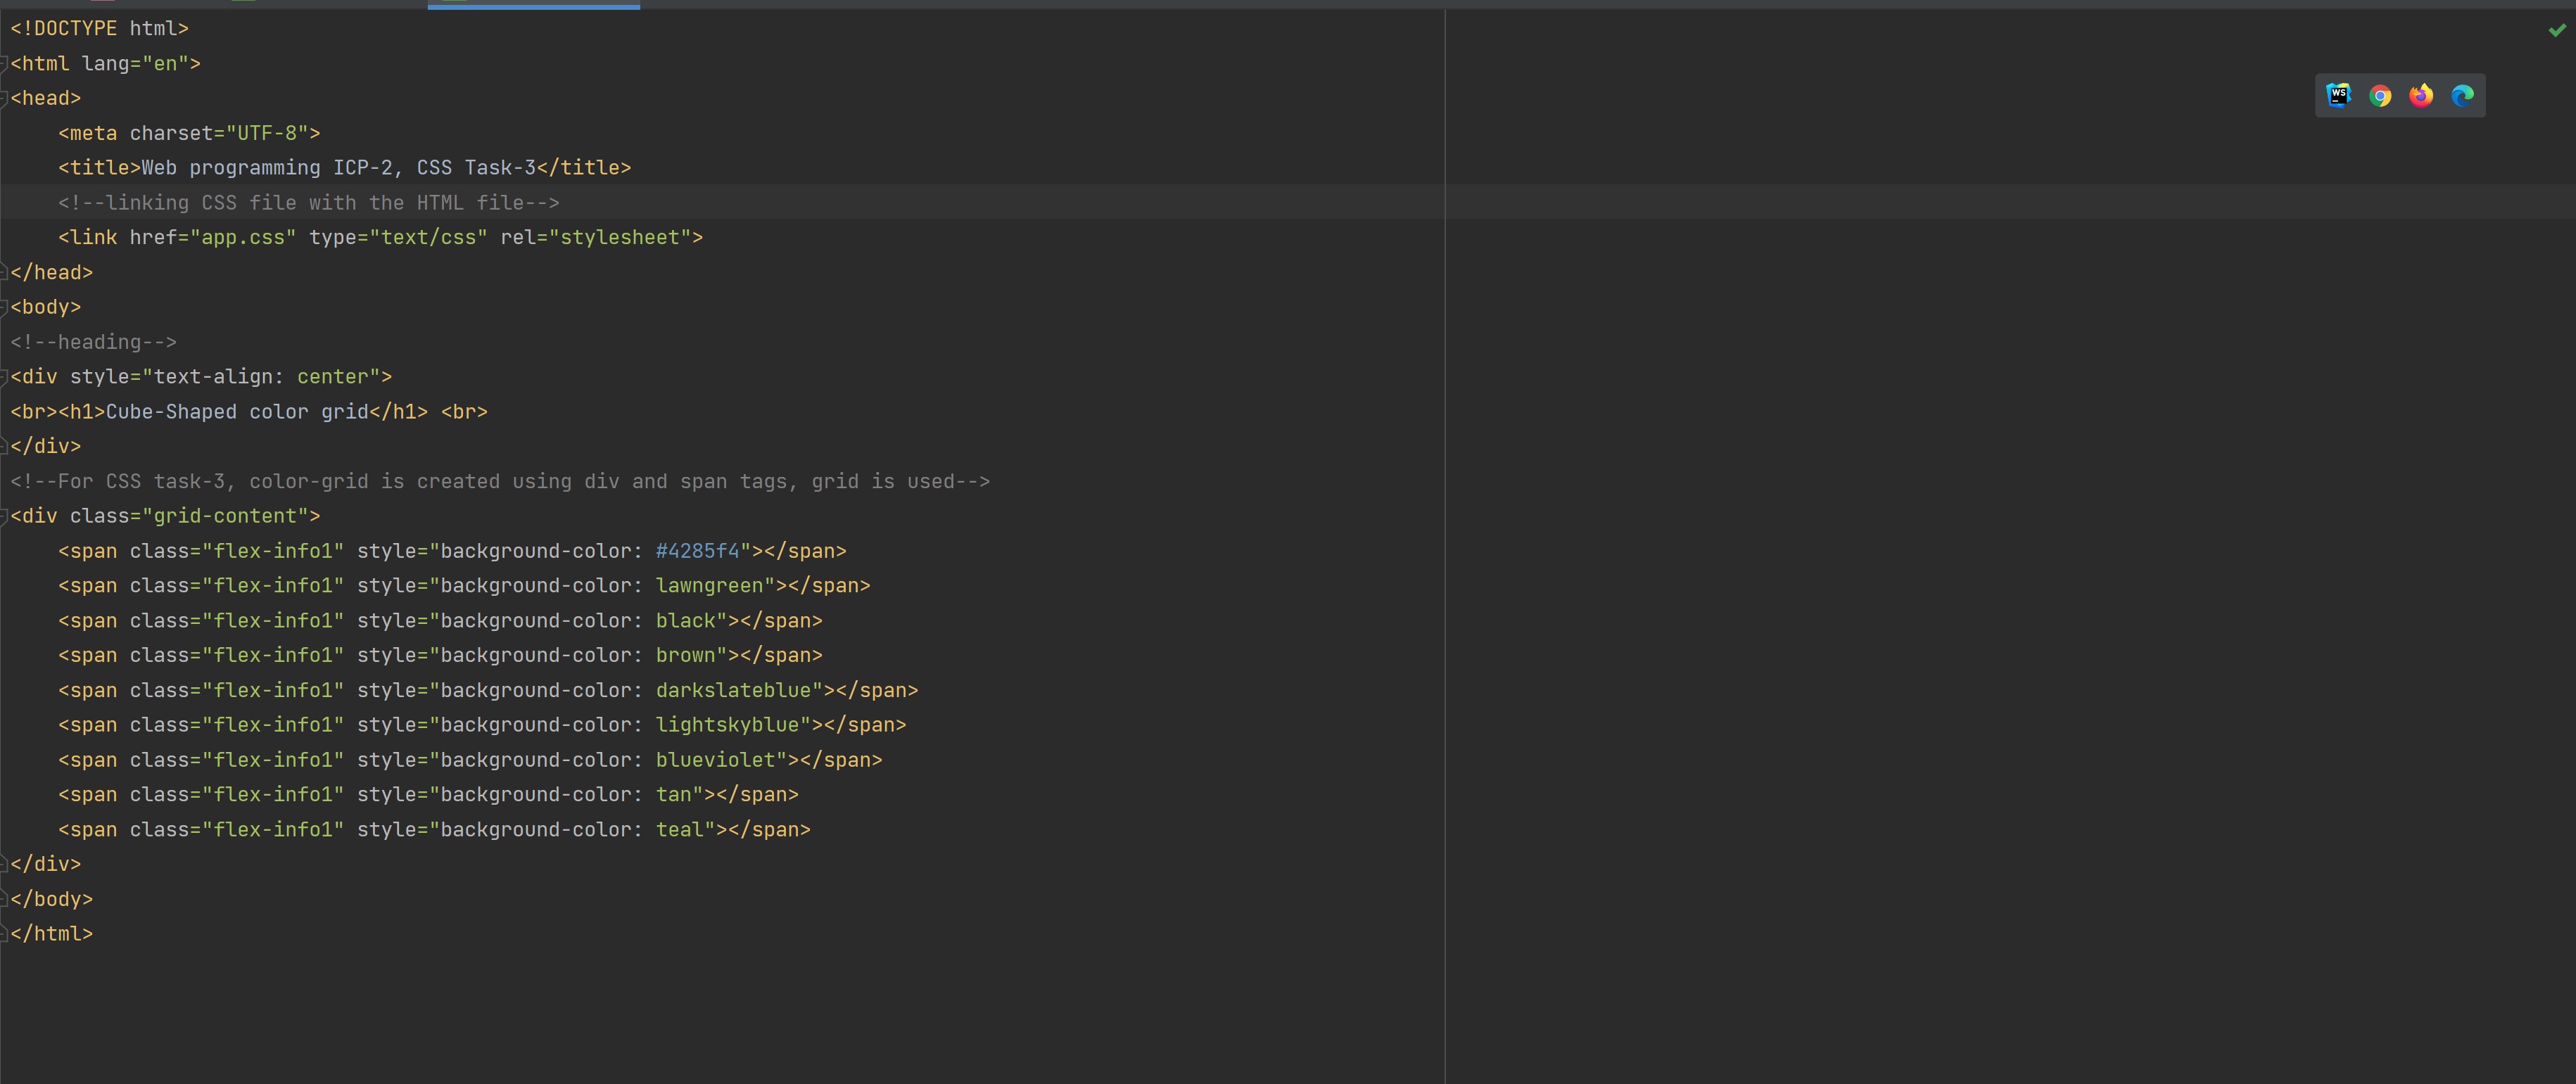 <!DOCTYPE html>
<html lang="en">
<head>
    <meta charset="UTF-8">
    <title>Web programming ICP-2, CSS Task-3</title>
    <!--linking CSS file with the HTML file-->
    <link href="app.css" type="text/css" rel="stylesheet">
</head>
<body>
<!--heading-->
<div style="text-align: center">
<br><h1>Cube-Shaped color grid</h1> <br>
</div>
<!--For CSS task-3, color-grid is created using div and span tags, grid is used-->
<div class="grid-content">
    <span class="flex-info1" style="background-color: #4285f4"></span>
    <span class="flex-info1" style="background-color: lawngreen"></span>
    <span class="flex-info1" style="background-color: black"></span>
    <span class="flex-info1" style="background-color: brown"></span>
    <span class="flex-info1" style="background-color: darkslateblue"></span>
    <span class="flex-info1" style="background-color: lightskyblue"></span>
    <span class="flex-info1" style="background-color: blueviolet"></span>
    <span class="flex-info1" style="background-color: tan"></span>
    <span class="flex-info1" style="background-color: teal"></span>
</div>
</body>
</html>
WS